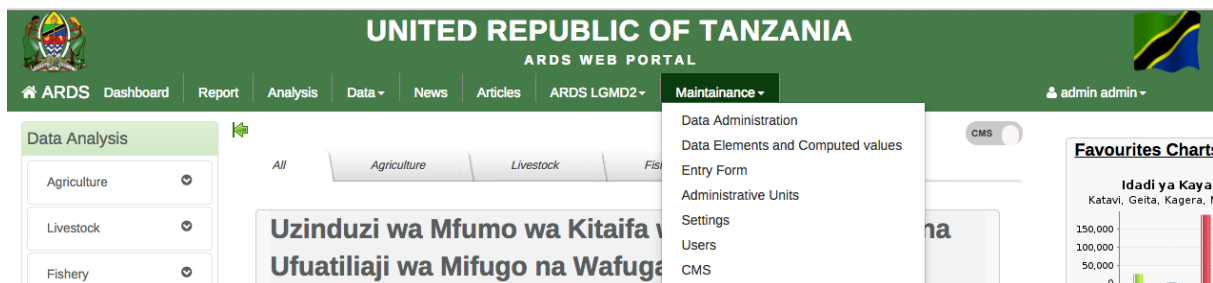 UNITED REPUBLIC OF TANZANIA
ARDS WEB PORTAL
ARDS Dashboard Report Analysis Data News Articles ARDS LGMD2 Maintainance admin admin
Data Analysis
Agriculture
Livestock
Fishery
All Agriculture Livestock
Uzinduzi wa Mfumo wa Kitaifa na
Ufuatiliaji wa Mifugo na
Data Administration
Data Elements and Computed values
Entry Form
Administrative Units
Settings
Users
CMS
CMS
Favourites Charts
Idadi ya Kaya
Katavi, Geita, Kagera,
150,000
100,000
50,000
0